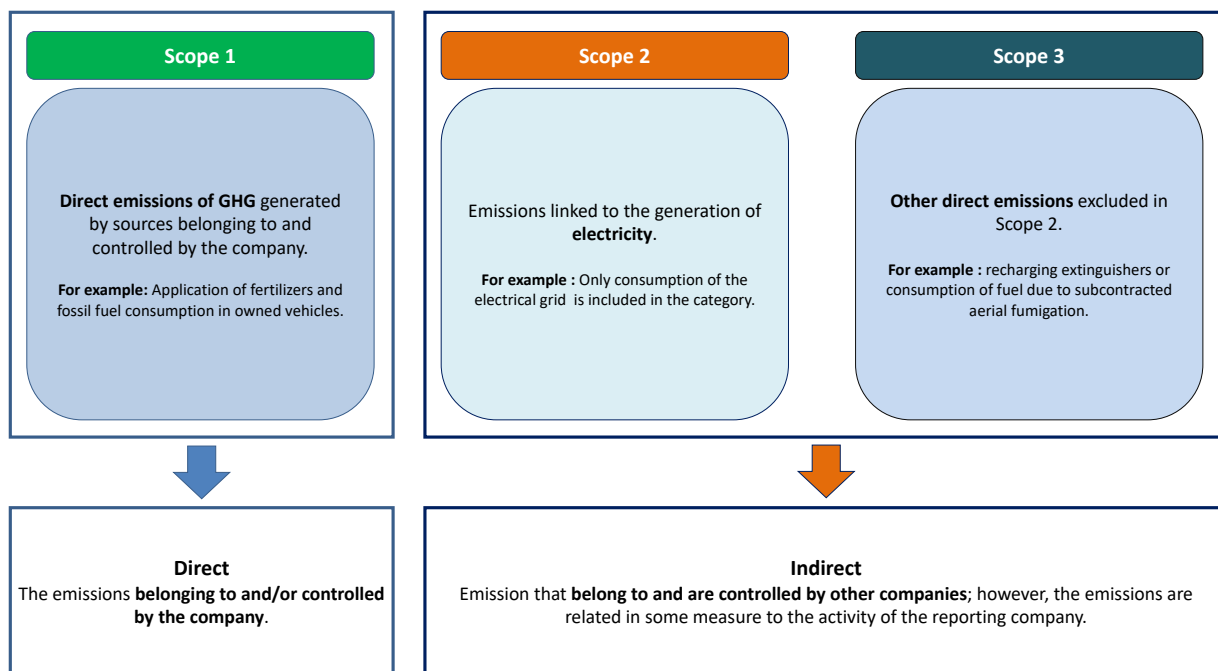 Scope 1
Direct emissions of GHG generated
by sources belonging to and
controlled by the company.
For example: Application of fertilizers and
fossil fuel consumption in owned vehicles.
Scope 2
Emissions linked to the generation of
electricity.
For example : Only consumption of the
electrical grid is included in the category.
Scope 3
Other direct emissions excluded in
Scope 2.
For example : recharging extinguishers or
consumption of fuel due to subcontracted
aerial fumigation.
Direct
The emissions belonging to and/or controlled
by the company.
Indirect
Emission that belong to and are controlled by other companies; however, the emissions are
related in some measure to the activity of the reporting company.